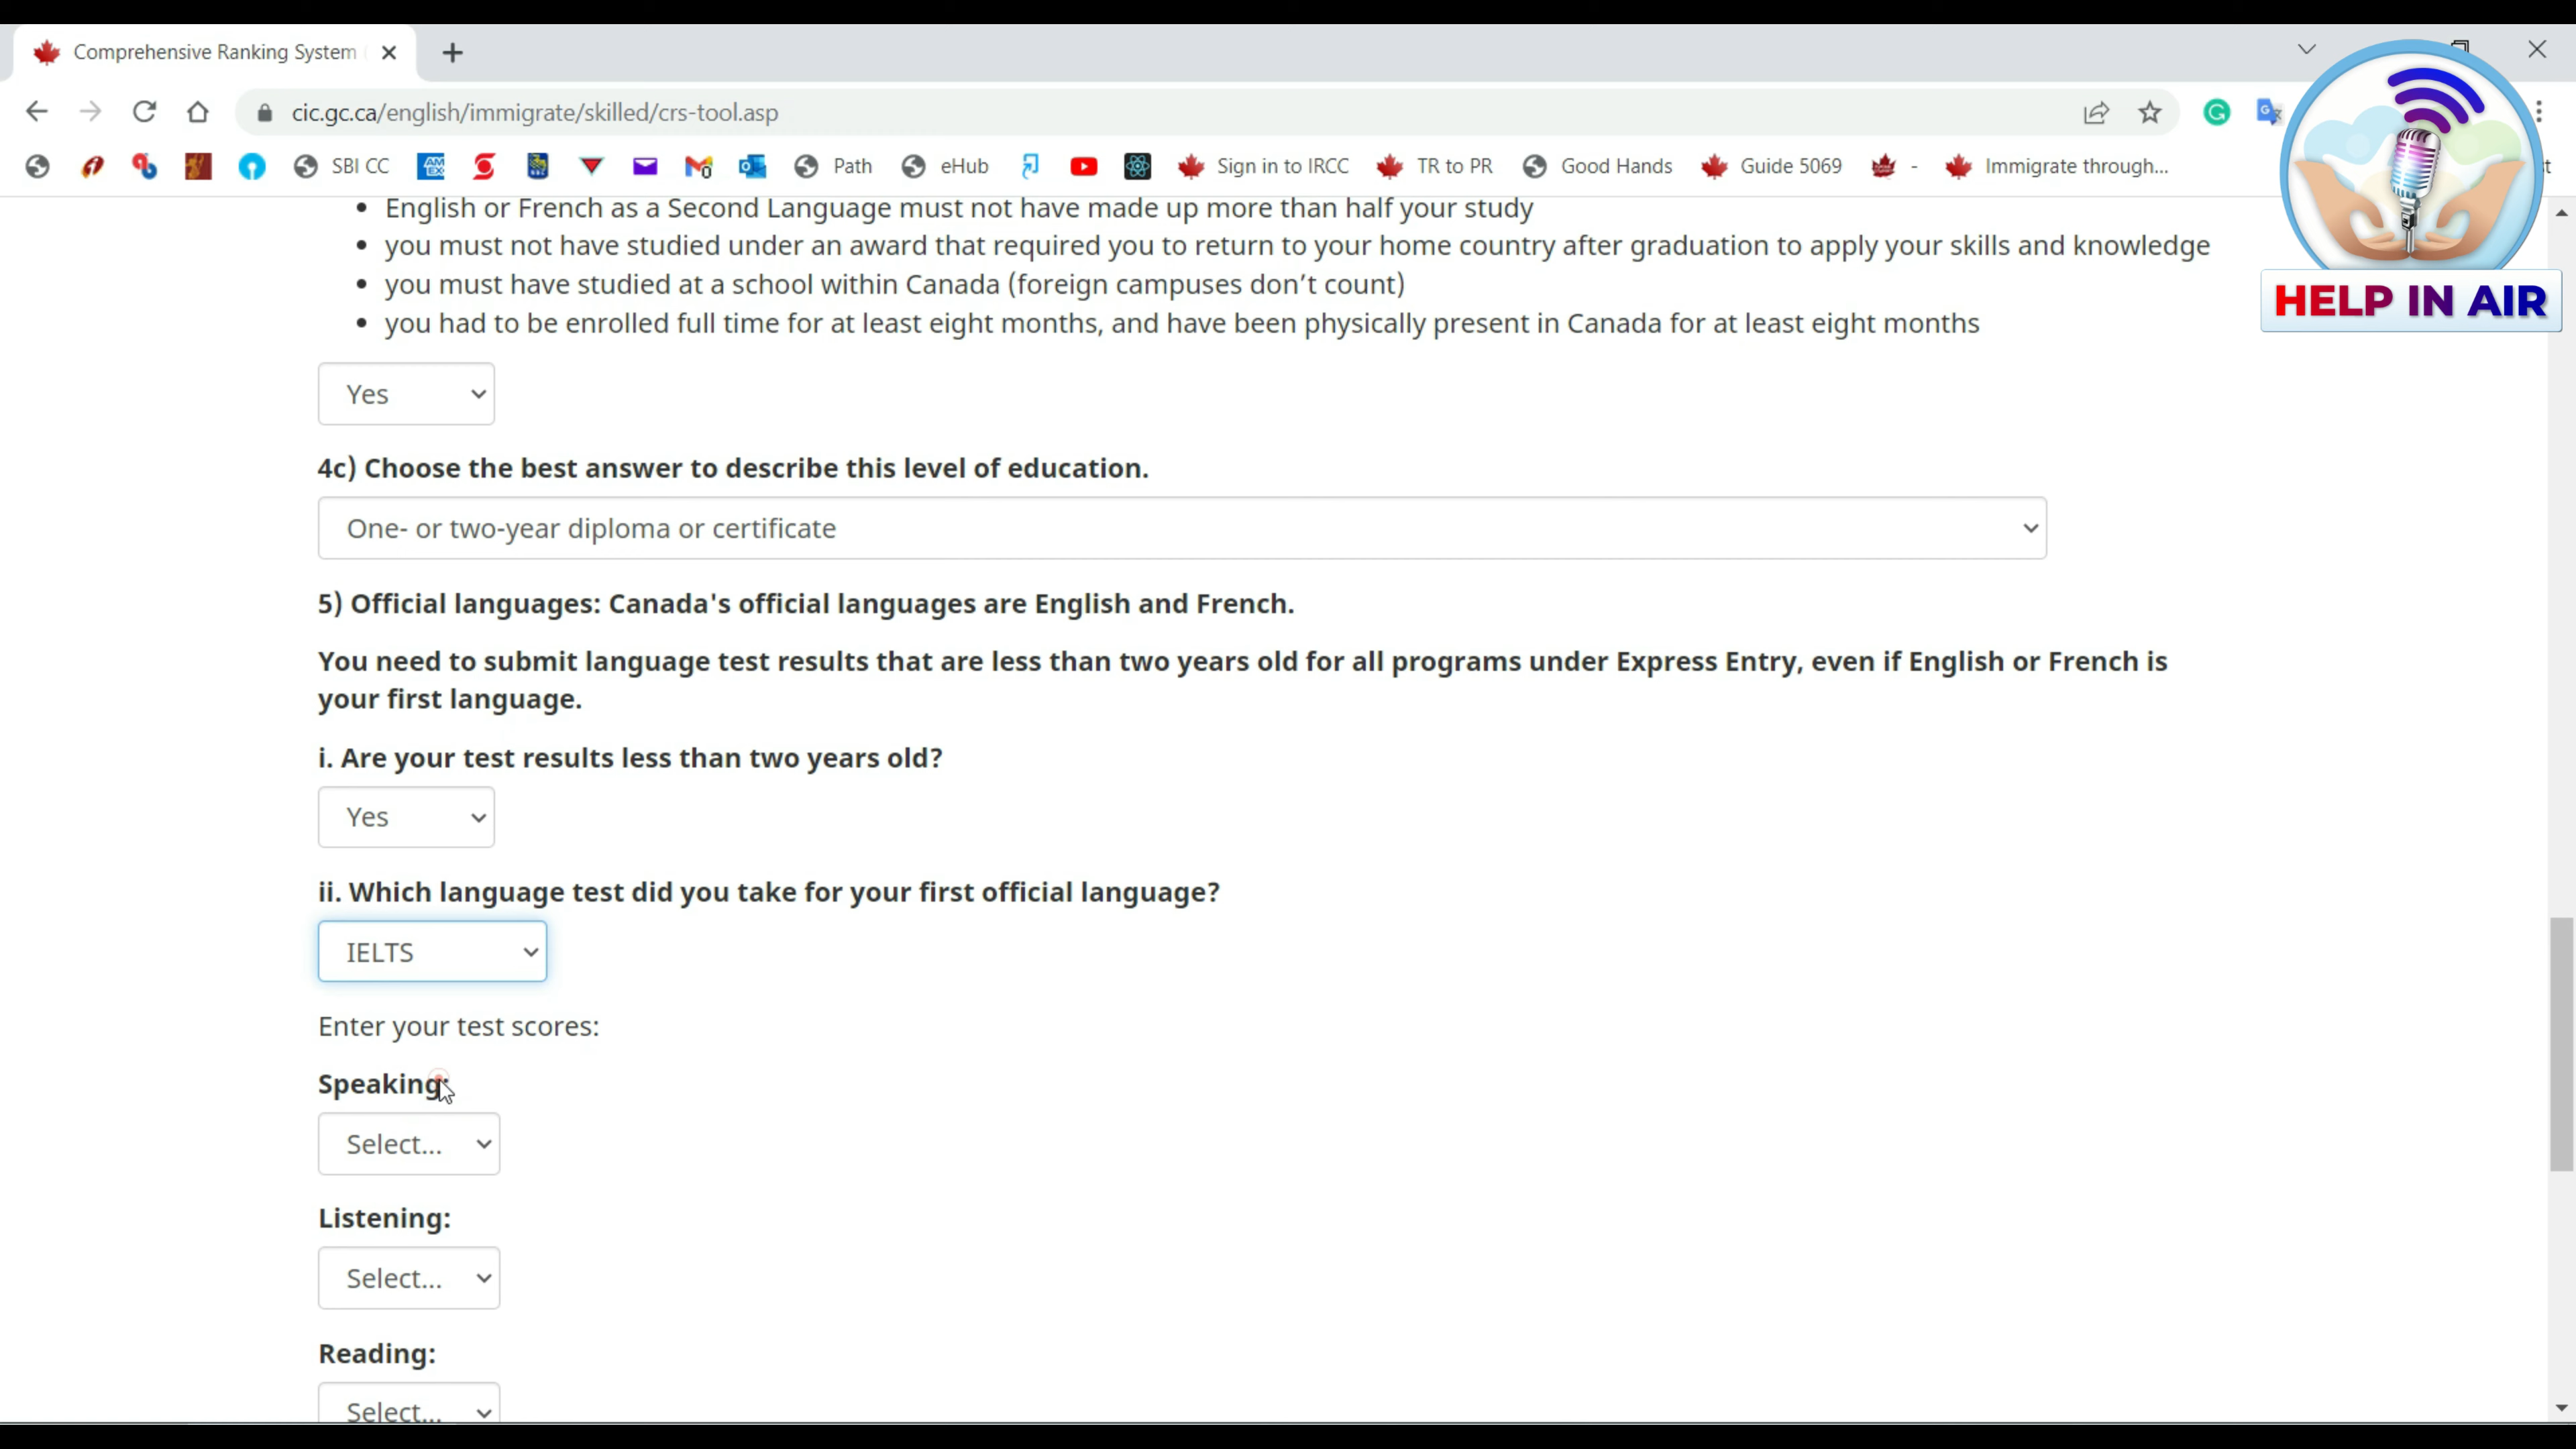 Comprehensive Ranking System
cic.gc.ca/english/immigrate/skilled/crs-tool.asp
SBI CC
AM EX
Path
eHub
Sign in to IRCC
TR to PR
Good Hands
Guide 5069
-
Immigrate through...
HELP IN AIR
English or French as a Second Language must not have made up more than half your study
you must not have studied under an award that required you to return to your home country after graduation to apply your skills and knowledge
you must have studied at a school within Canada (foreign campuses don’t count)
you had to be enrolled full time for at least eight months, and have been physically present in Canada for at least eight months
Yes
4c) Choose the best answer to describe this level of education.
One- or two-year diploma or certificate
5) Official languages: Canada's official languages are English and French.
You need to submit language test results that are less than two years old for all programs under Express Entry, even if English or French is
your first language.
i. Are your test results less than two years old?
Yes
ii. Which language test did you take for your first official language?
IELTS
Enter your test scores:
Speaking:
Select...
Listening:
Select...
Reading:
Select...